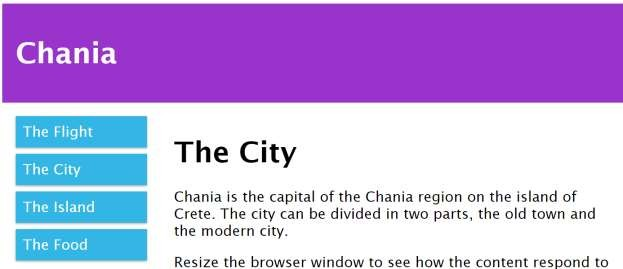 Chania
The Flight
The City
The Island
The Food
The City
Chania is the capital of the Chania region on the island of
Crete. The city can be divided in two parts, the old town and
the modern city.
Resize the browser window to see how the content respond to